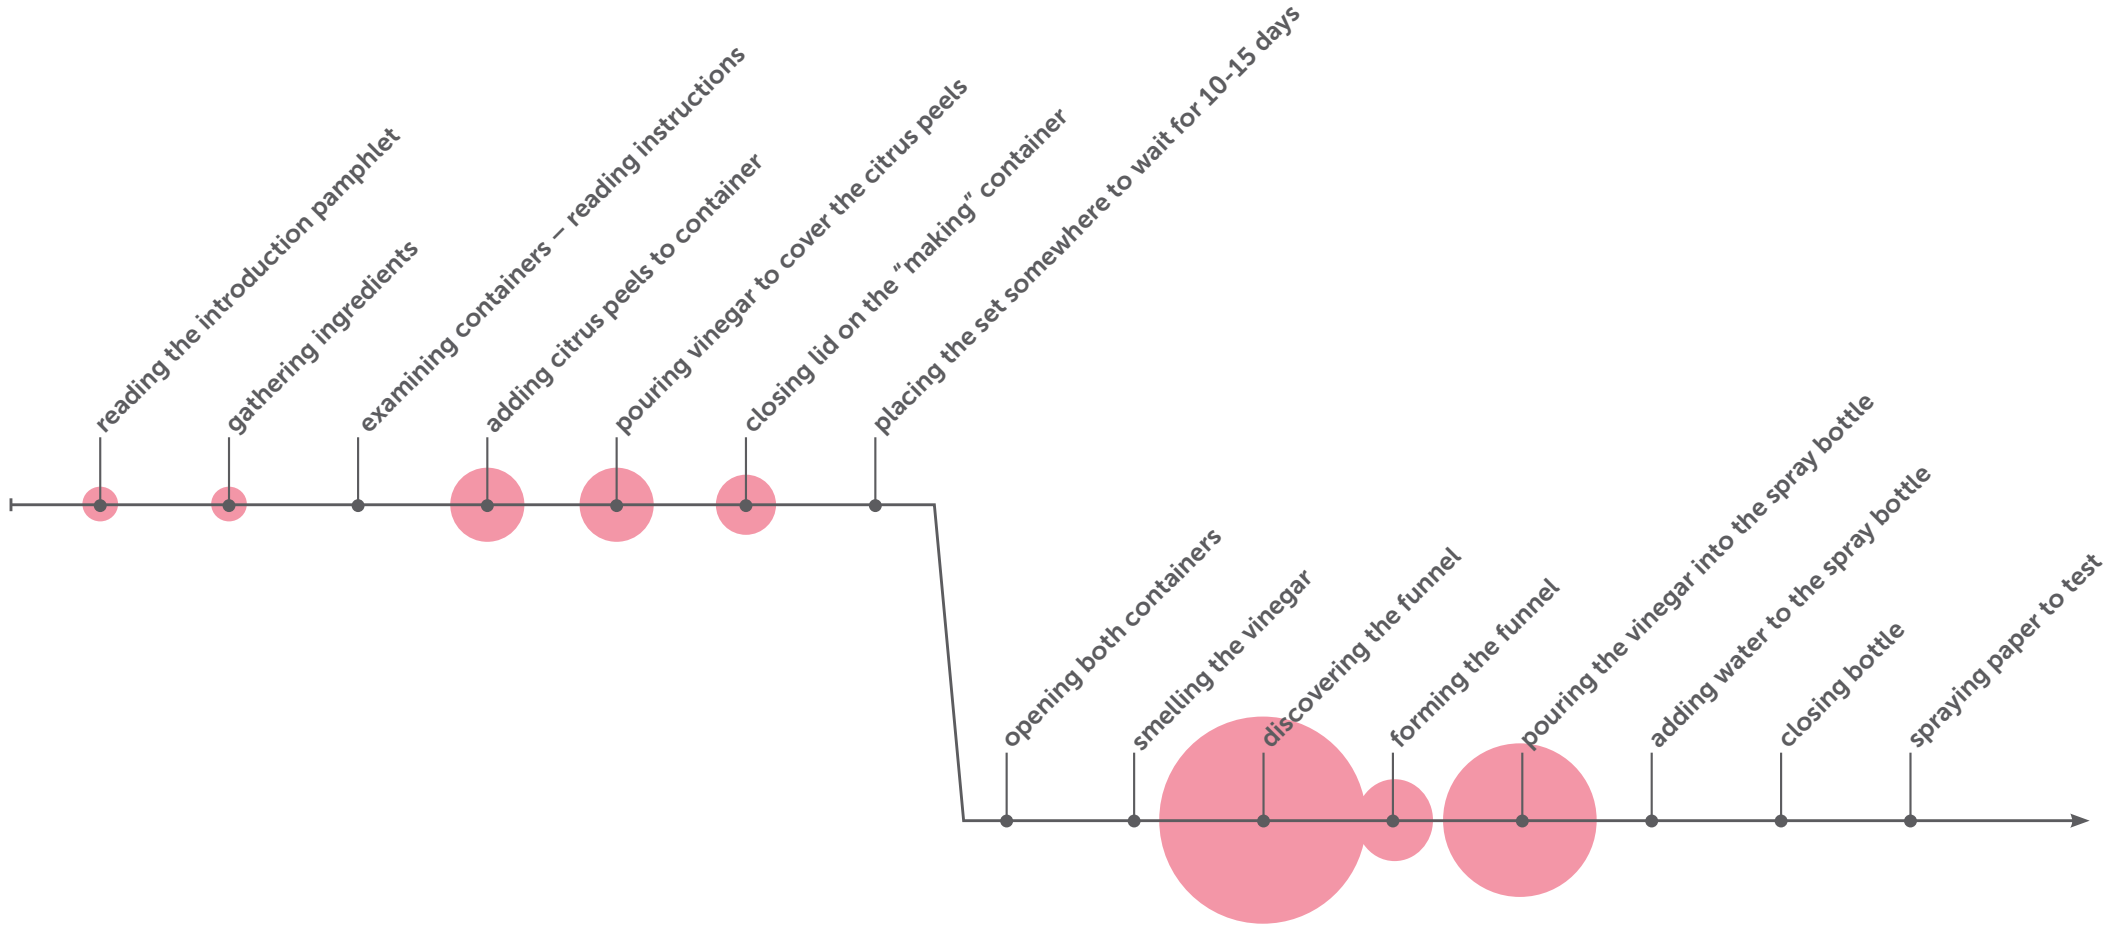 reading the introduction pamphlet
gathering ingredients
examining containers – reading instructions
adding citrus peels to container
pouring vinegar to cover the citrus peels
closing lid on the “making” container
placing the set somewhere to wait for 10-15 days
opening both containers
smelling the vinegar
discovering the funnel
forming the funnel
pouring the vinegar into the spray bottle
adding water to the spray bottle
closing bottle
spraying paper to test